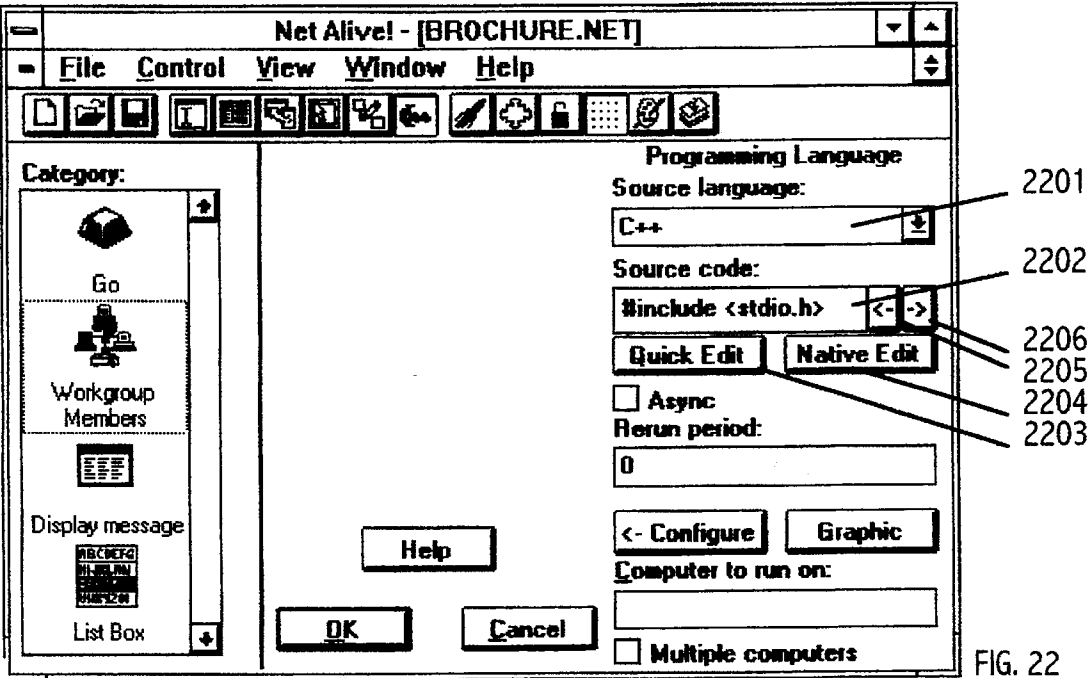 Net Alive! - [BROCHURE.NET]
File Control View Window Help
Category:
Go
Workgroup
Members
Display message
List Box
Help
OK
Cancel
Programming Language
Source language:
C++
Source code:
#include <stdio.h>
<-
->
Quick Edit
Native Edit
Async
Rerun period:
0
<- Configure
Graphic
Computer to run on:
Multiple computers
2201
2202
2206
2205
2204
2203
FIG. 22